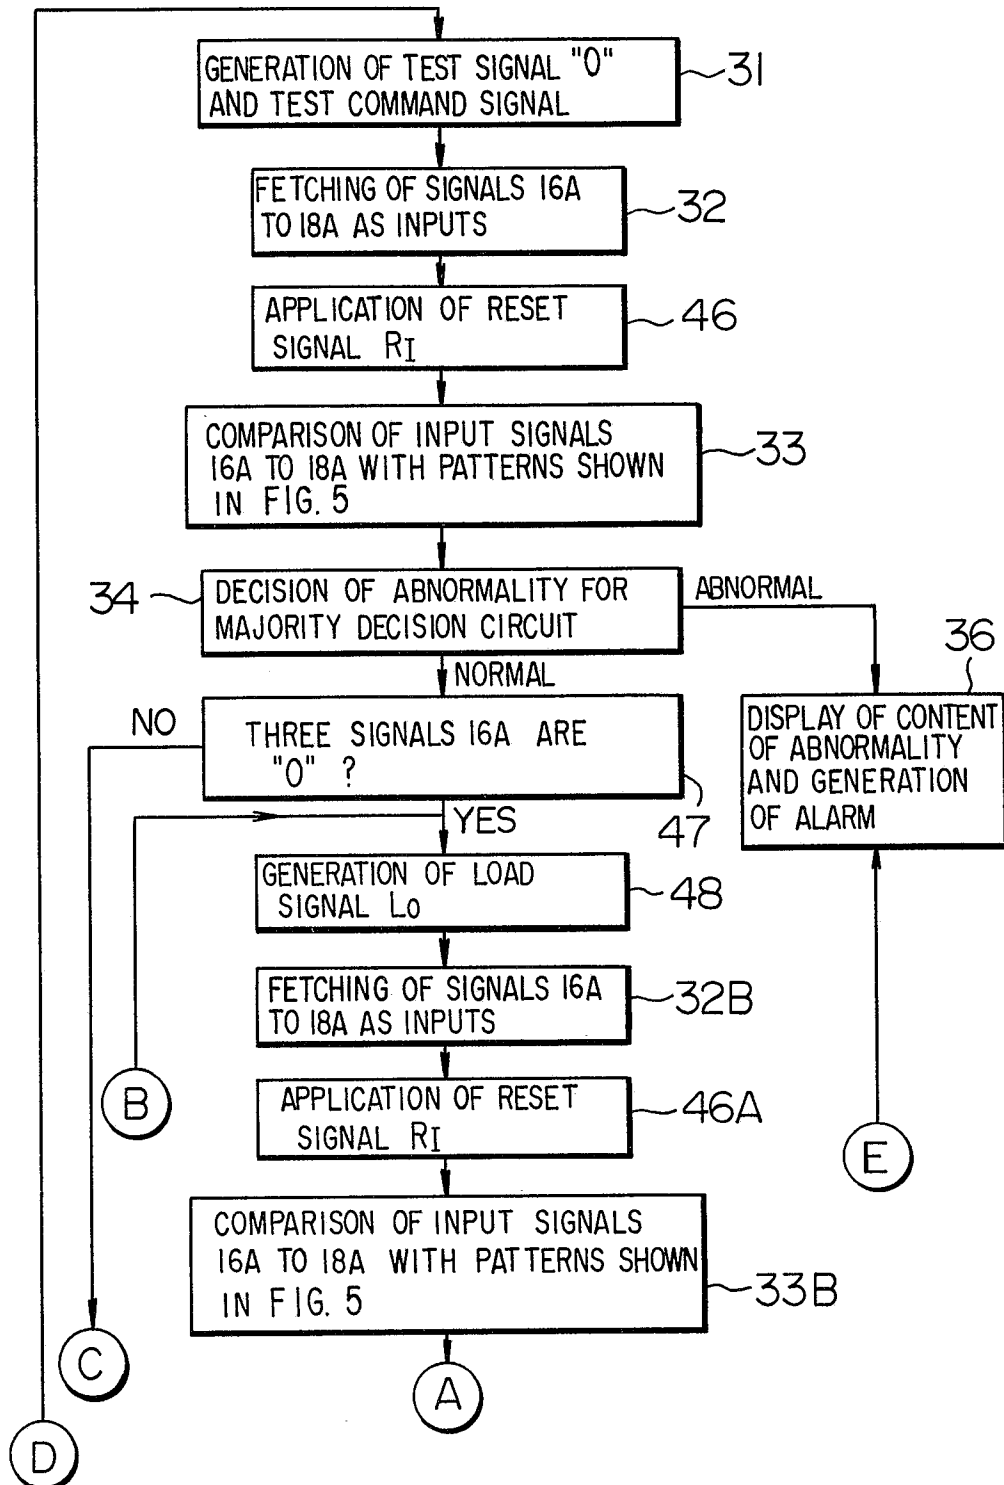 GENERATION OF TEST SIGNAL "0"
AND TEST COMMAND SIGNAL
31
FETCHING OF SIGNALS 16A
TO 18A AS INPUTS
32
APPLICATION OF RESET
SIGNAL RI
46
COMPARISON OF INPUT SIGNALS
16A TO 18A WITH PATTERNS SHOWN
IN FIG. 5
33
34
DECISION OF ABNORMALITY FOR
MAJORITY DECISION CIRCUIT
ABNORMAL
NORMAL
36
DISPLAY OF CONTENT
OF ABNORMALITY
AND GENERATION
OF ALARM
NO
THREE SIGNALS 16A ARE
"0" ?
47
YES
GENERATION OF LOAD
SIGNAL LO
48
FETCHING OF SIGNALS 16A
TO 18A AS INPUTS
32B
B
APPLICATION OF RESET
SIGNAL RI
46A
E
COMPARISON OF INPUT SIGNALS
16A TO 18A WITH PATTERNS SHOWN
IN FIG. 5
33B
C
A
D